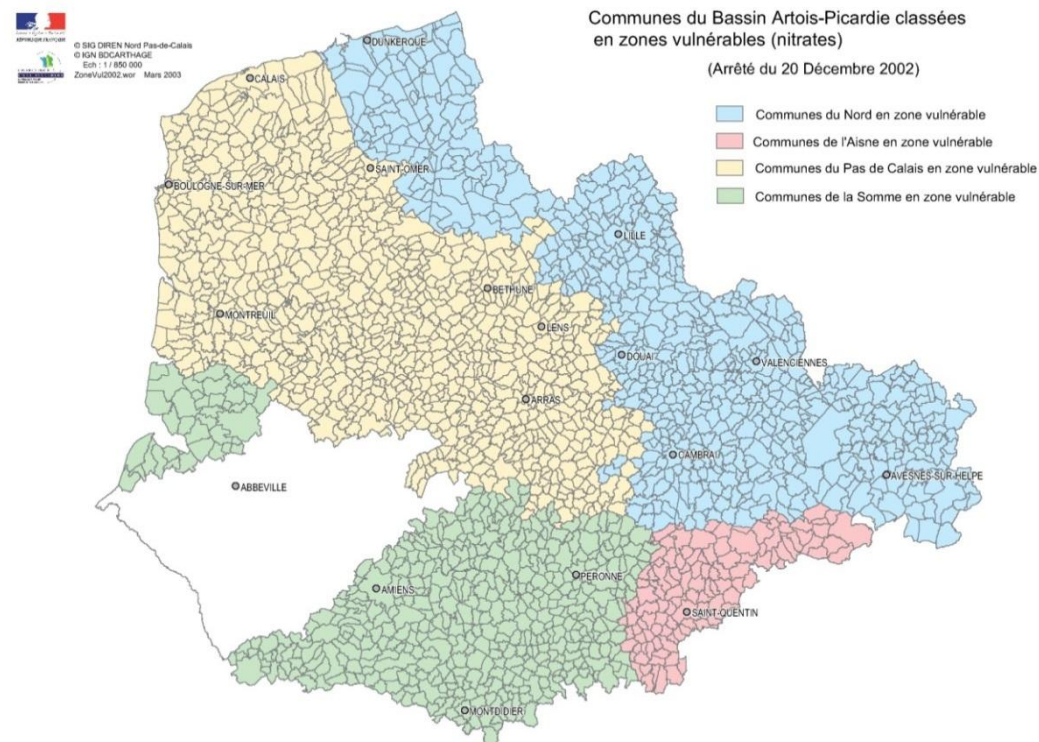 © SIG DIREN Nord Pas-de-Calais
© IGN BDCARTHAGE
Ech : 1 / 850 000
ZoneVul2002.wor Mars 2003
Communes du Bassin Artois-Picardie classées
en zones vulnérables (nitrates)
(Arrêté du 20 Décembre 2002)
Communes du Nord en zone vulnérable
Communes de l'Aisne en zone vulnérable
Communes du Pas de Calais en zone vulnérable
Communes de la Somme en zone vulnérable
DUNKERQUE
CALAIS
SAINT-OMER
BOULOGNE-SUR-MER
LILLE
BETHUNE
MONTREUIL
LENS
DOUAI
VALENCIENNES
ARRAS
CAMBRAI
AVESNES-SUR-HELPE
ABBEVILLE
PERONNE
AMIENS
SAINT-QUENTIN
MONTDIDIER